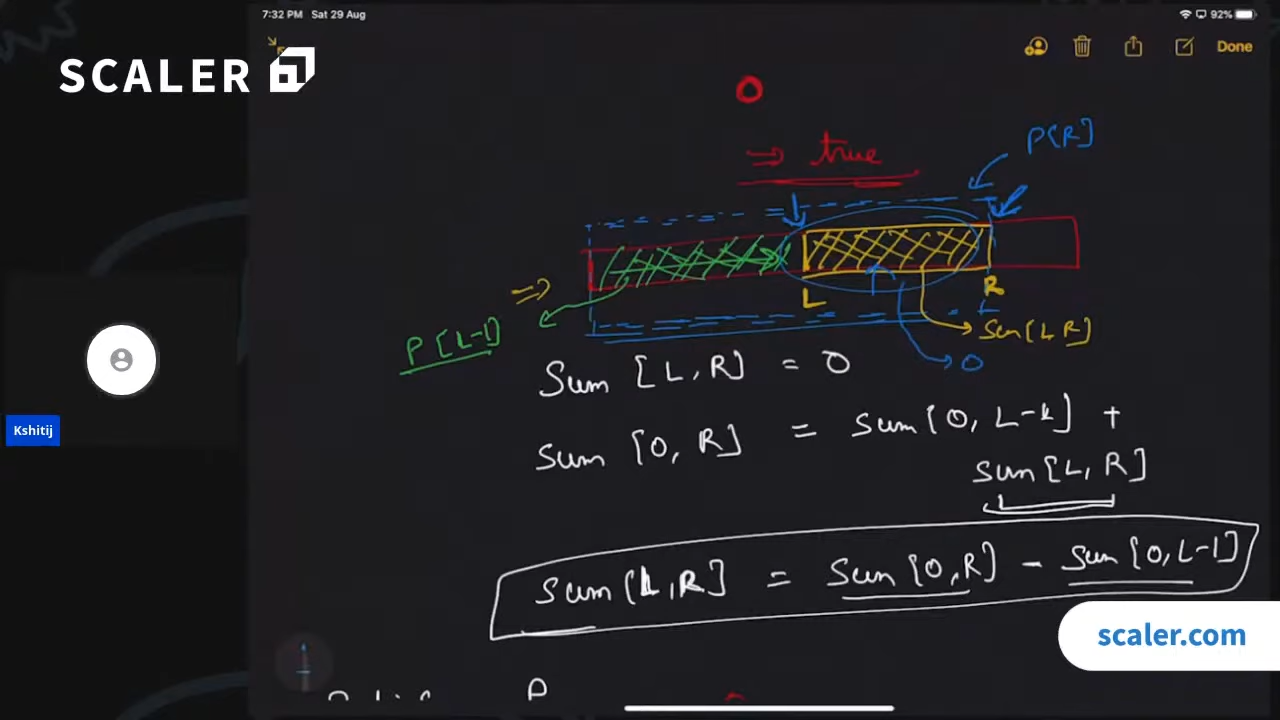 7:32 PM Sat 29 Aug
92%
SCALER
Done
O
⇒ true
P[R]
⇒
L
R
P[L-1]
Sum[L R]
0
Sum [L, R] = 0
Sum [0, R] = Sum[0, L-1] +
Sum[L, R]
Kshitij
Sum[L,R] = Sum[0,R] - Sum[0,L-1]
scaler.com
P